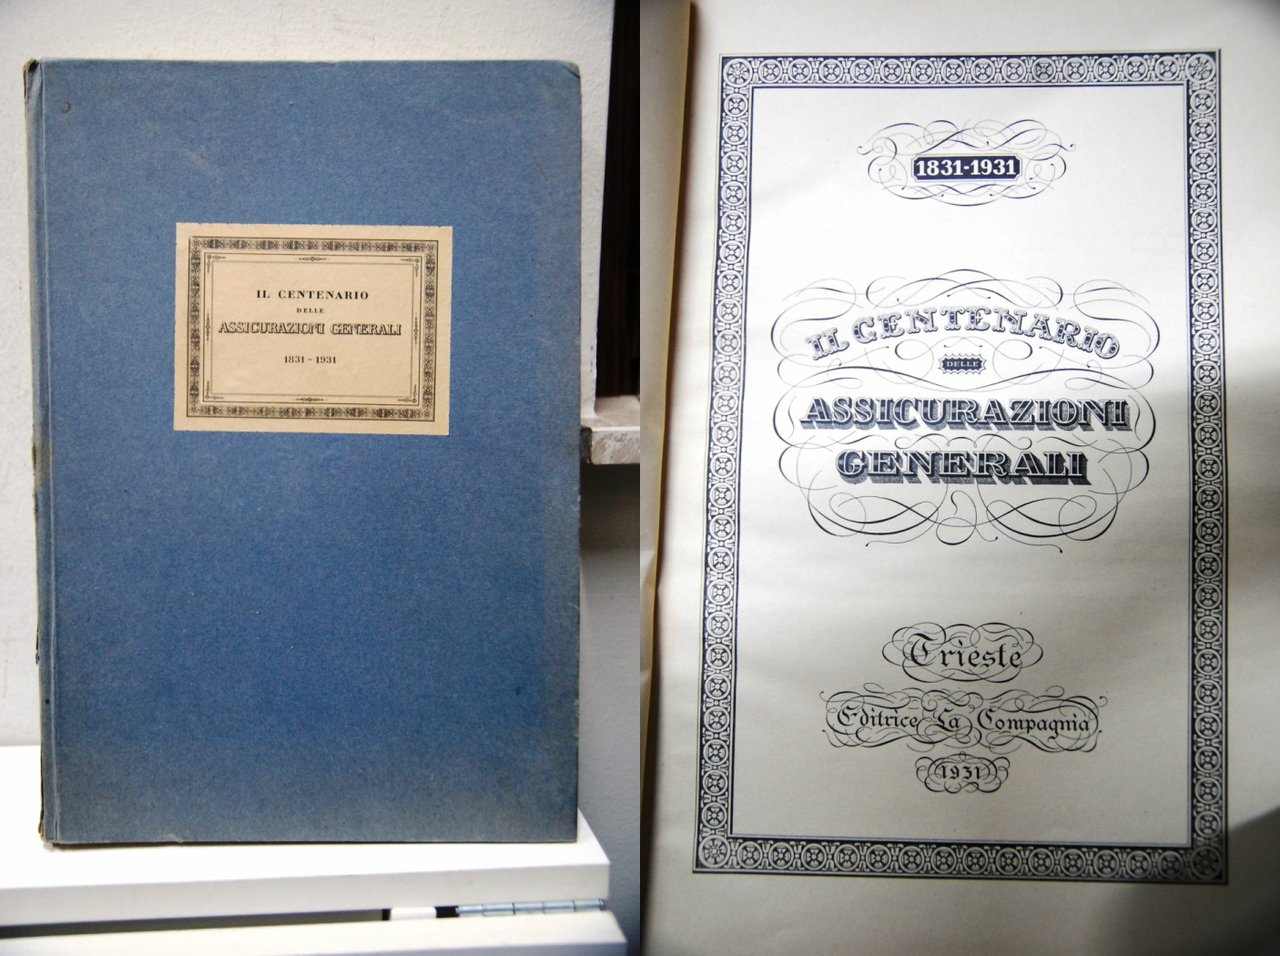 IL CENTENARIO
DELLE
ASSICURAZIONI GENERALI
1831 - 1931
1831-1931
IL CENTENARIO
DELLE
ASSICURAZIONI
GENERALI
Trieste
Editrice La Compagnia
1931